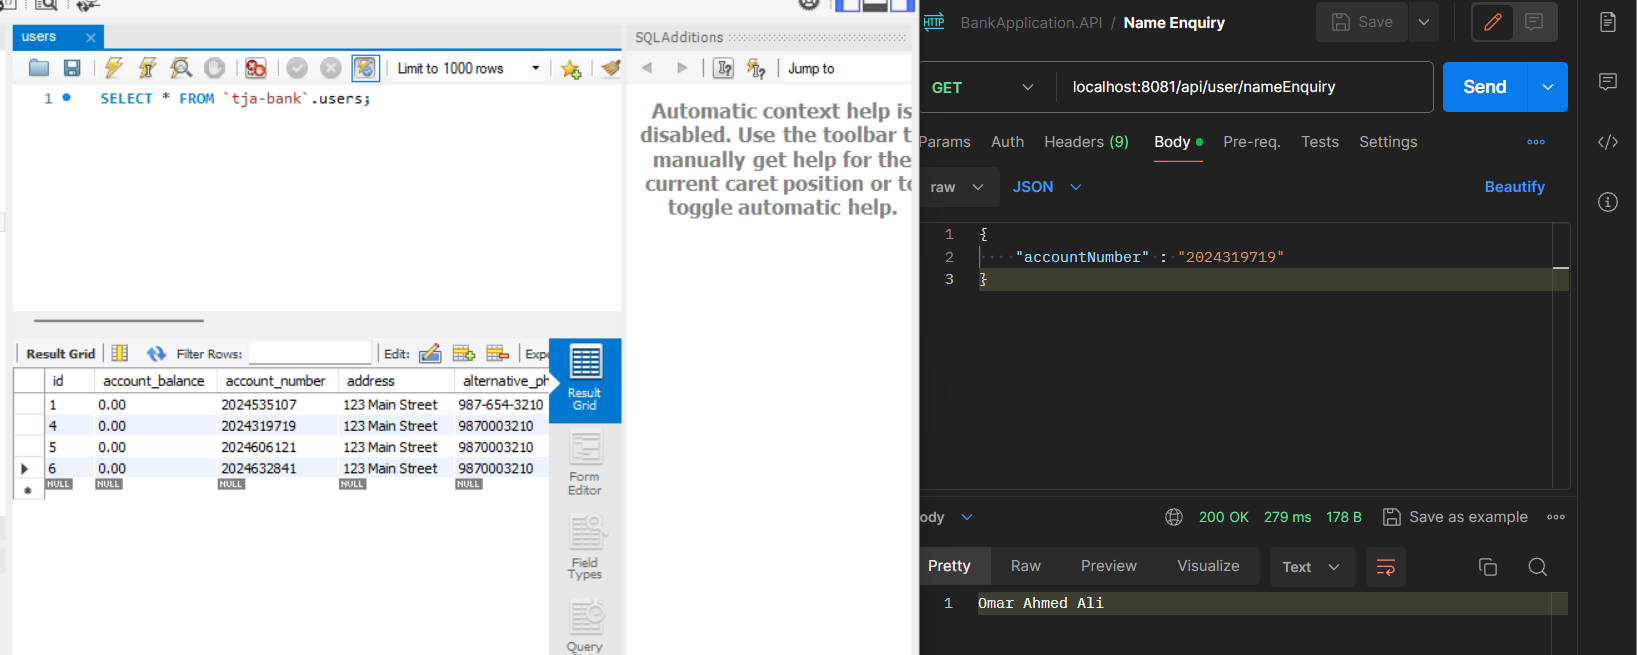 users
Limit to 1000 rows
1 SELECT * FROM `tja-bank`.users;
SQLAdditions
Jump to
Automatic context help is
disabled. Use the toolbar t
manually get help for the
current caret position or to
toggle automatic help.
Result Grid Filter Rows: Edit: Expo
id account_balance account_number address alternative_ph
1 0.00 2024535107 123 Main Street 987-654-3210
4 0.00 2024319719 123 Main Street 9870003210
5 0.00 2024606121 123 Main Street 9870003210
6 0.00 2024632841 123 Main Street 9870003210
NULL NULL NULL NULL NULL
Result
Grid
Form
Editor
Field
Types
Query
HTTP BankApplication.API / Name Enquiry Save
GET localhost:8081/api/user/nameEnquiry Send
Params Auth Headers (9) Body Pre-req. Tests Settings
raw JSON Beautify
1 {
2 "accountNumber" : "2024319719"
3 }
ody 200 OK 279 ms 178 B Save as example
Pretty Raw Preview Visualize Text
1 Omar Ahmed Ali